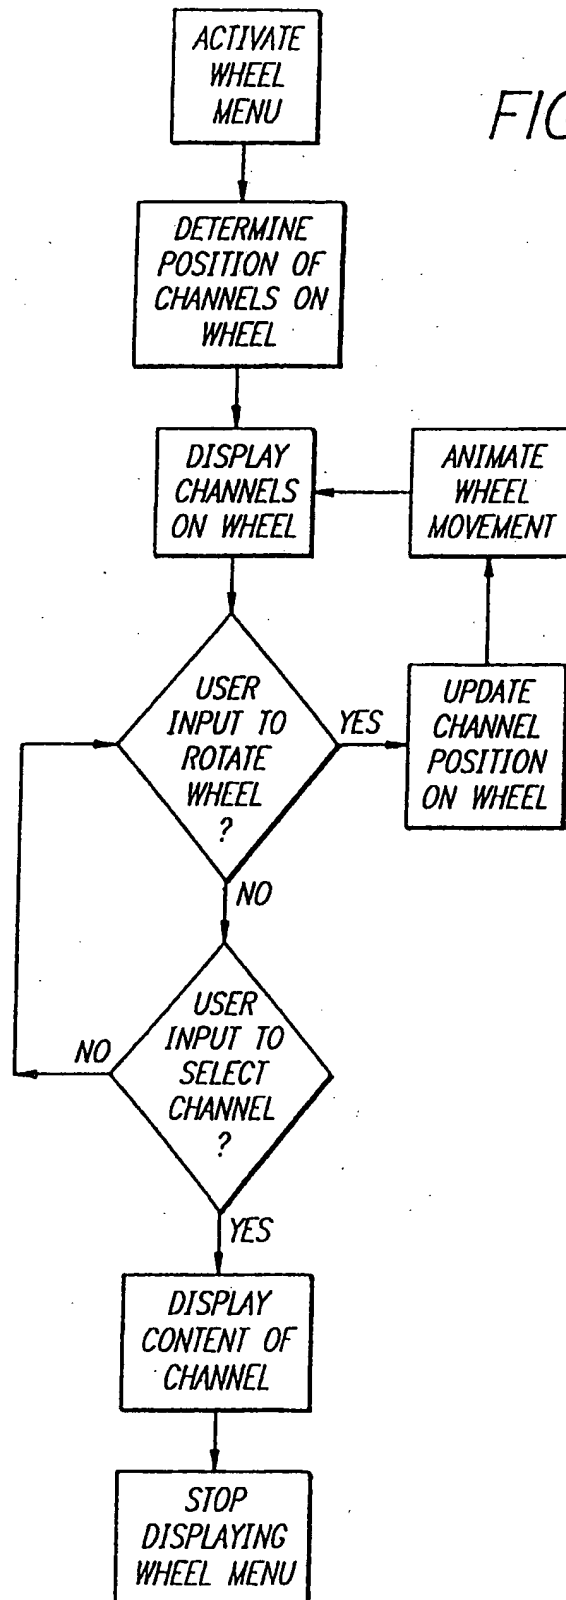 ACTIVATE
WHEEL
MENU
FIG
DETERMINE
POSITION OF
CHANNELS ON
WHEEL
DISPLAY
CHANNELS
ON WHEEL
ANIMATE
WHEEL
MOVEMENT
USER
INPUT TO
ROTATE
WHEEL
?
YES
UPDATE
CHANNEL
POSITION
ON WHEEL
NO
USER
INPUT TO
SELECT
CHANNEL
?
NO
YES
DISPLAY
CONTENT OF
CHANNEL
STOP
DISPLAYING
WHEEL MENU